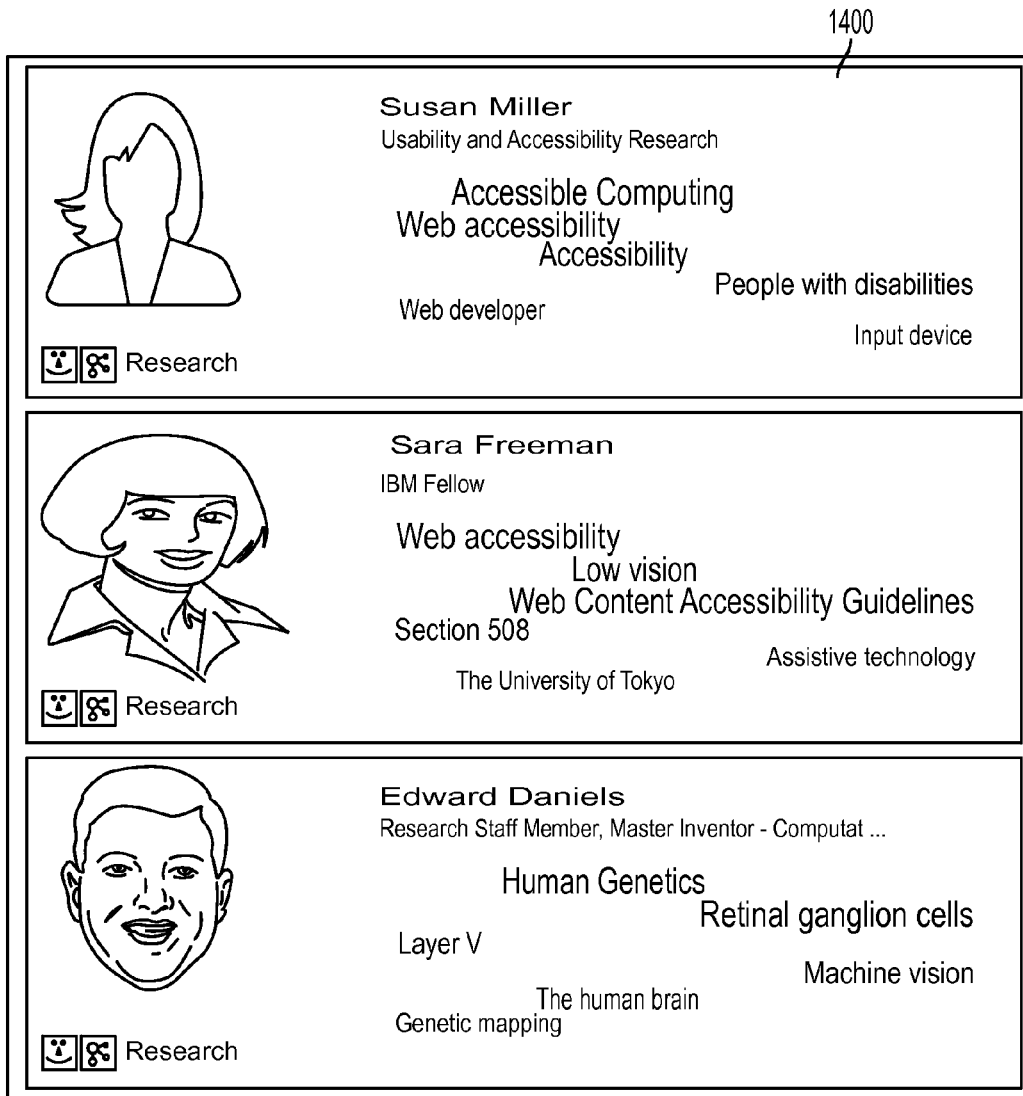 1400
Susan Miller
Usability and Accessibility Research
Accessible Computing
Web accessibility
Accessibility
People with disabilities
Web developer
Input device
Research
Sara Freeman
IBM Fellow
Web accessibility
Low vision
Web Content Accessibility Guidelines
Section 508
Assistive technology
The University of Tokyo
Research
Edward Daniels
Research Staff Member, Master Inventor - Computat ...
Human Genetics
Retinal ganglion cells
Layer V
Machine vision
The human brain
Genetic mapping
Research